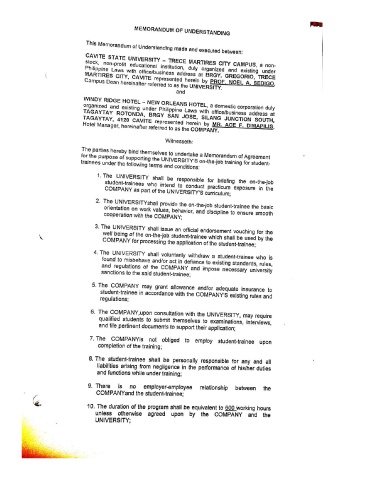 MEMORANDUM OF UNDERSTANDING
This Memorandum of Understanding made and executed between:
CAVITE STATE UNIVERSITY – TRECE MARTIRES CITY CAMPUS, a non-
stock, non-profit educational institution, duly organized and existing under
Philippine Laws with office/business address at BRGY. GREGORIO, TRECE
MARTIRES CITY, CAVITE represented herein by PROF. NOEL A. SEDIGO,
Campus Dean hereinafter referred to as the UNIVERSITY.
and
WINDY RIDGE HOTEL – NEW ORLEANS HOTEL, a domestic corporation duly
organized and existing under Philippine Laws with office/business address at
TAGAYTAY ROTONDA, BRGY SAN JOSE, SILANG JUNCTION SOUTH,
TAGAYTAY, 4120 CAVITE represented herein by MR. ACE F. DIMAPILIS,
Hotel Manager, hereinafter referred to as the COMPANY.
Witnesseth:
The parties hereby bind themselves to undertake a Memorandum of Agreement
for the purpose of supporting the UNIVERSITY'S on-the-job training for student-
trainees under the following terms and conditions:
1. The UNIVERSITY shall be responsible for briefing the on-the-job
student-trainees who intend to conduct practicum exposure in the
COMPANY as part of the UNIVERSITY'S curriculum;
2. The UNIVERSITYshall provide the on-the-job student-trainee the basic
orientation on work values, behavior, and discipline to ensure smooth
cooperation with the COMPANY;
3. The UNIVERSITY shall issue an official endorsement vouching for the
well being of the on-the-job student-trainee which shall be used by the
COMPANY for processing the application of the student-trainee;
4. The UNIVERSITY shall voluntarily withdraw a student-trainee who is
found to misbehave and/or act in defiance to existing standards, rules,
and regulations of the COMPANY and impose necessary university
sanctions to the said student-trainee;
5. The COMPANY may grant allowance and/or adequate insurance to
student-trainee in accordance with the COMPANY'S existing rules and
regulations;
6. The COMPANY,upon consultation with the UNIVERSITY, may require
qualified students to submit themselves to examinations, interviews,
and file pertinent documents to support their application;
7. The COMPANYis not obliged to employ student-trainee upon
completion of the training;
8. The student-trainee shall be personally responsible for any and all
liabilities arising from negligence in the performance of his/her duties
and functions while under training;
9. There is no employer-employee relationship between the
COMPANYand the student-trainee;
10. The duration of the program shall be equivalent to 600 working hours
unless otherwise agreed upon by the COMPANY and the
UNIVERSITY;